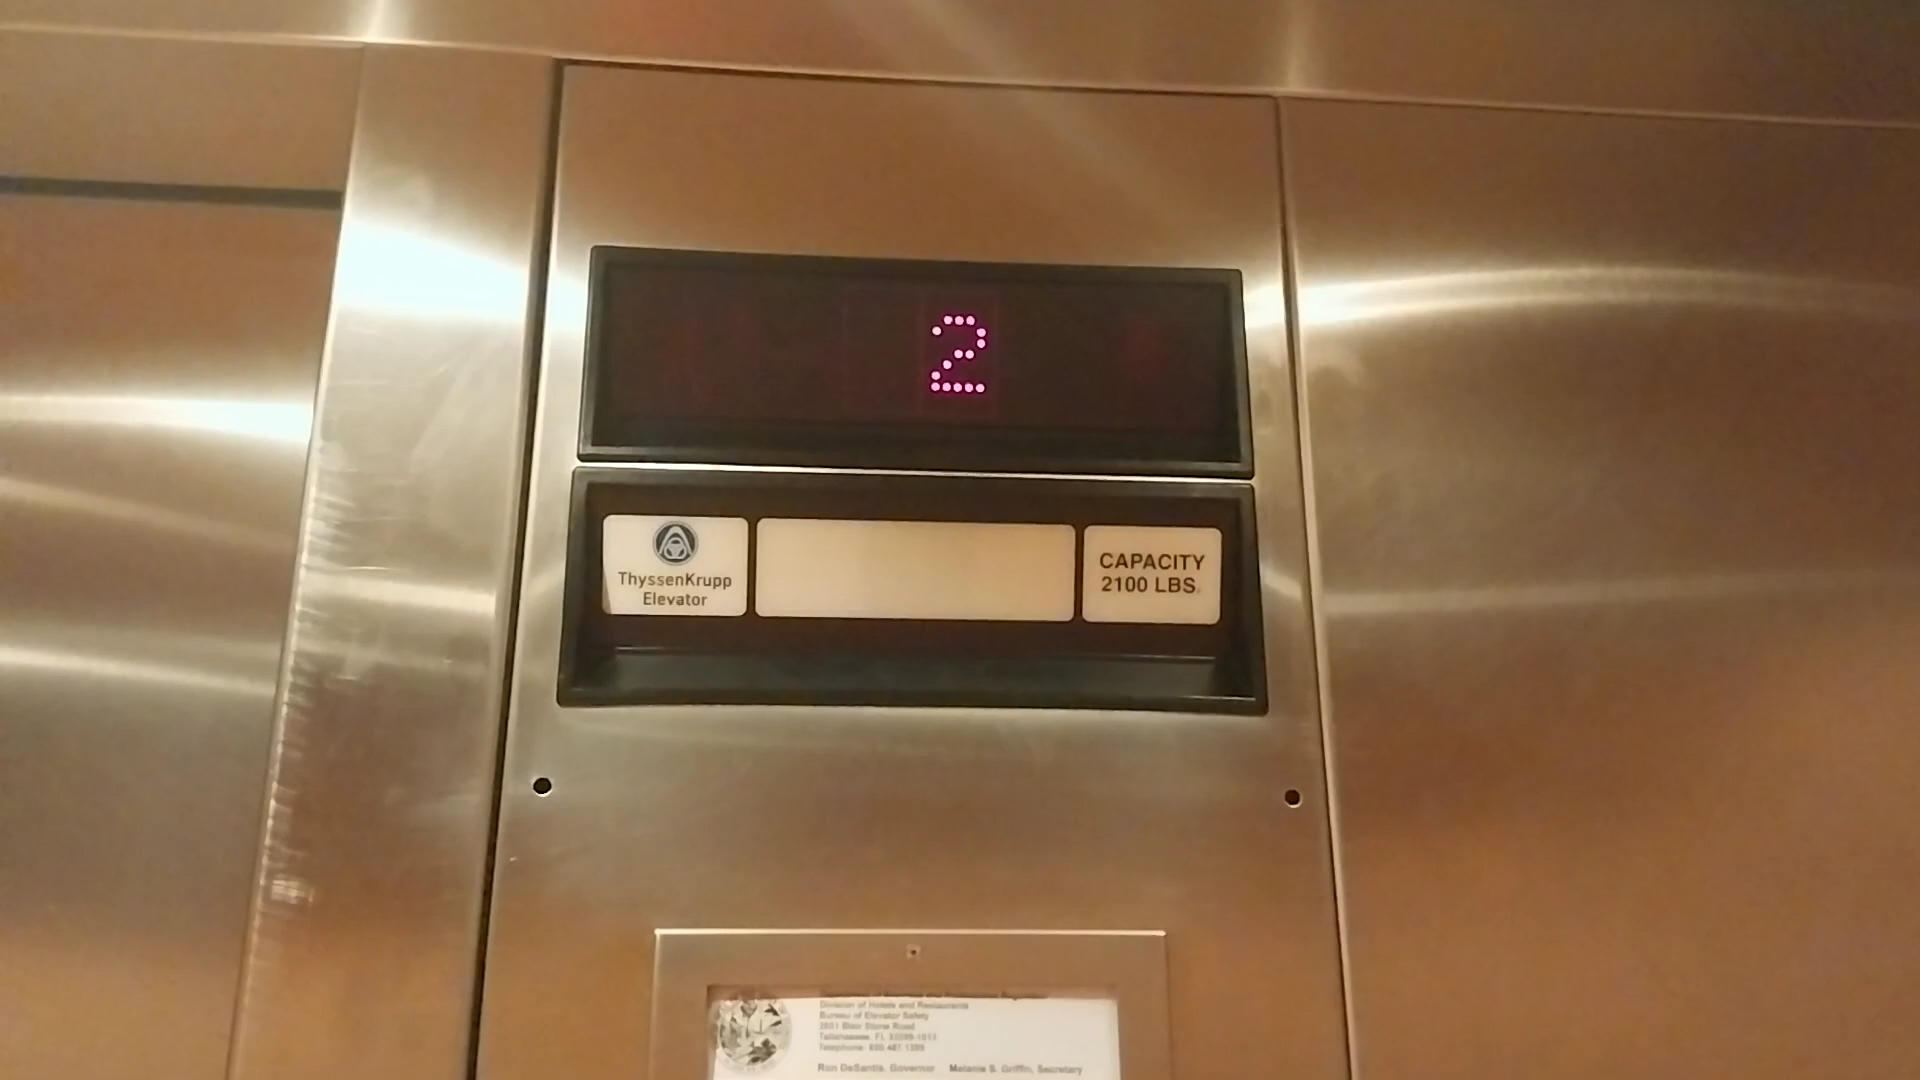 2
ThyssenKrupp
Elevator
CAPACITY
2100 LBS.
Division of Hotels and Restaurants
Bureau of Elevator Safety
2601 Blair Stone Road
Tallahassee, FL 32399-1013
Telephone: 850.487.1395
Ron DeSantis, Governor Melanie S. Griffin, Secretary